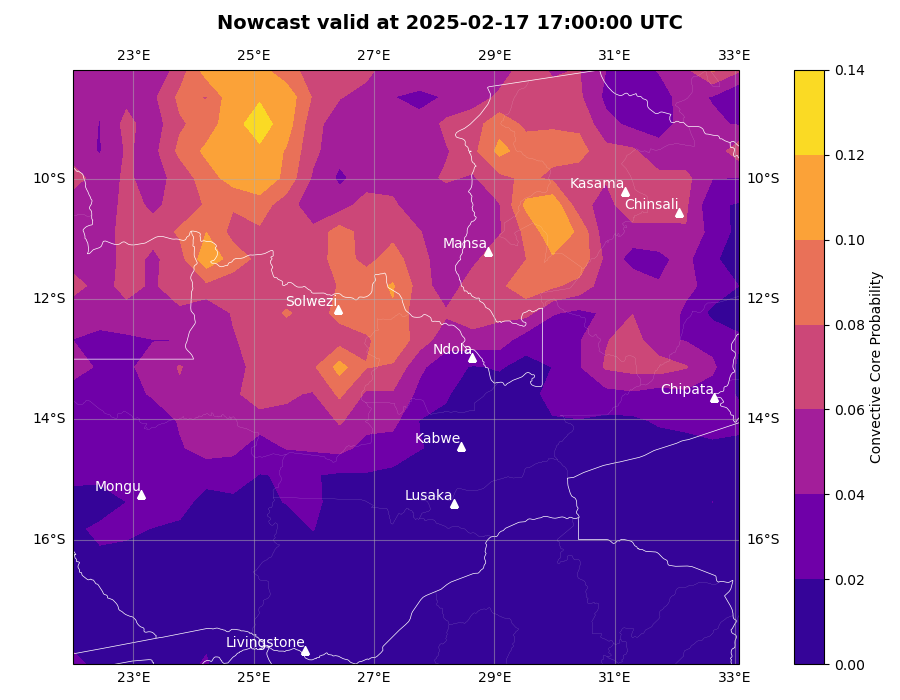 Nowcast valid at 2025-02-17 17:00:00 UTC
23°E 25°E 27°E 29°E 31°E 33°E
0.14
0.12
10°S 10°S
Kasama
Chinsali
0.10
Mansa
12°S 12°S
Solwezi
0.08
Ndola
Chipata
0.06
14°S 14°S
Kabwe
Mongu
Lusaka
0.04
16°S 16°S
0.02
Livingstone
0.00
23°E 25°E 27°E 29°E 31°E 33°E
Convective Core Probability